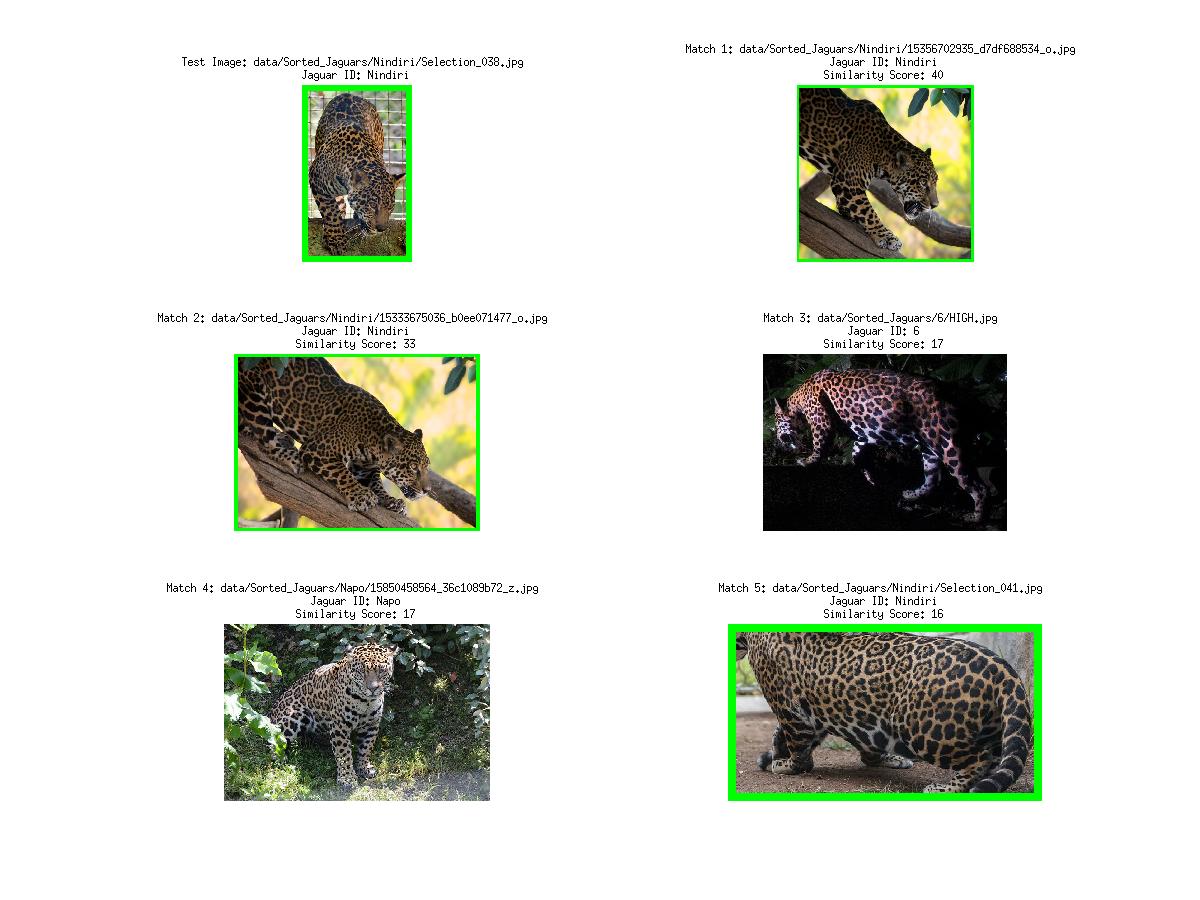 Test Image: data/Sorted_Jaguars/Nindiri/Selection_038.jpg
Jaguar ID: Nindiri
Match 1: data/Sorted_Jaguars/Nindiri/15356702935_d7df688534_o.jpg
Jaguar ID: Nindiri
Similarity Score: 40
Match 2: data/Sorted_Jaguars/Nindiri/15333675036_b0ee071477_o.jpg
Jaguar ID: Nindiri
Similarity Score: 33
Match 3: data/Sorted_Jaguars/6/HIGH.jpg
Jaguar ID: 6
Similarity Score: 17
Match 4: data/Sorted_Jaguars/Napo/15850458564_36c1089b72_z.jpg
Jaguar ID: Napo
Similarity Score: 17
Match 5: data/Sorted_Jaguars/Nindiri/Selection_041.jpg
Jaguar ID: Nindiri
Similarity Score: 16